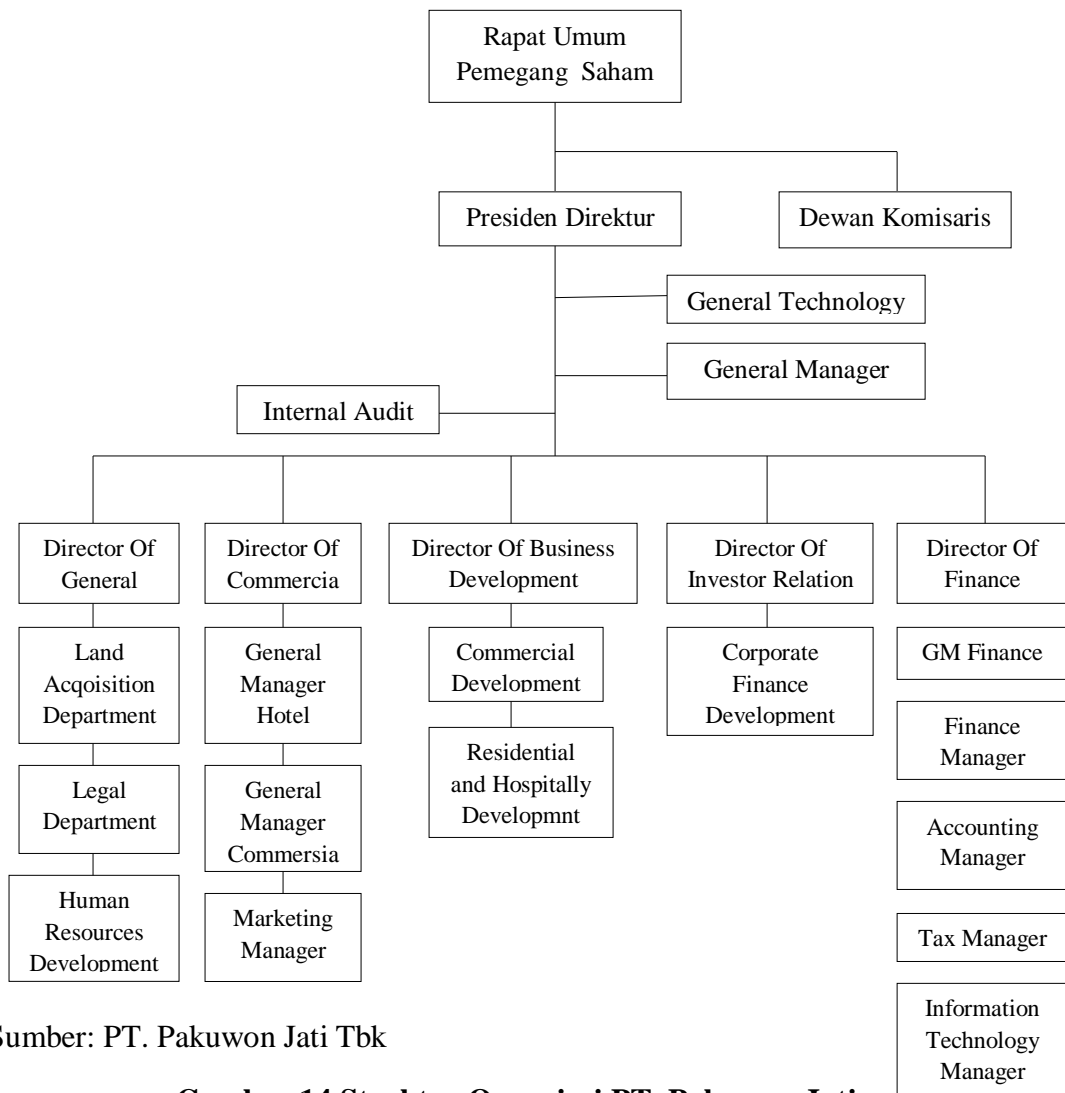 Rapat Umum
Pemegang Saham
Presiden Direktur
Dewan Komisaris
General Technology
General Manager
Internal Audit
Director Of
General
Director Of
Commercia
Director Of Business
Development
Director Of
Investor Relation
Director Of
Finance
Land
Acqoisition
Department
General
Manager
Hotel
Commercial
Development
Corporate
Finance
Development
GM Finance
Finance
Manager
Residential
and Hospitally
Developmnt
Legal
Department
General
Manager
Commersia
Accounting
Manager
Human
Resources
Development
Marketing
Manager
Tax Manager
Information
Technology
Manager
Sumber: PT. Pakuwon Jati Tbk